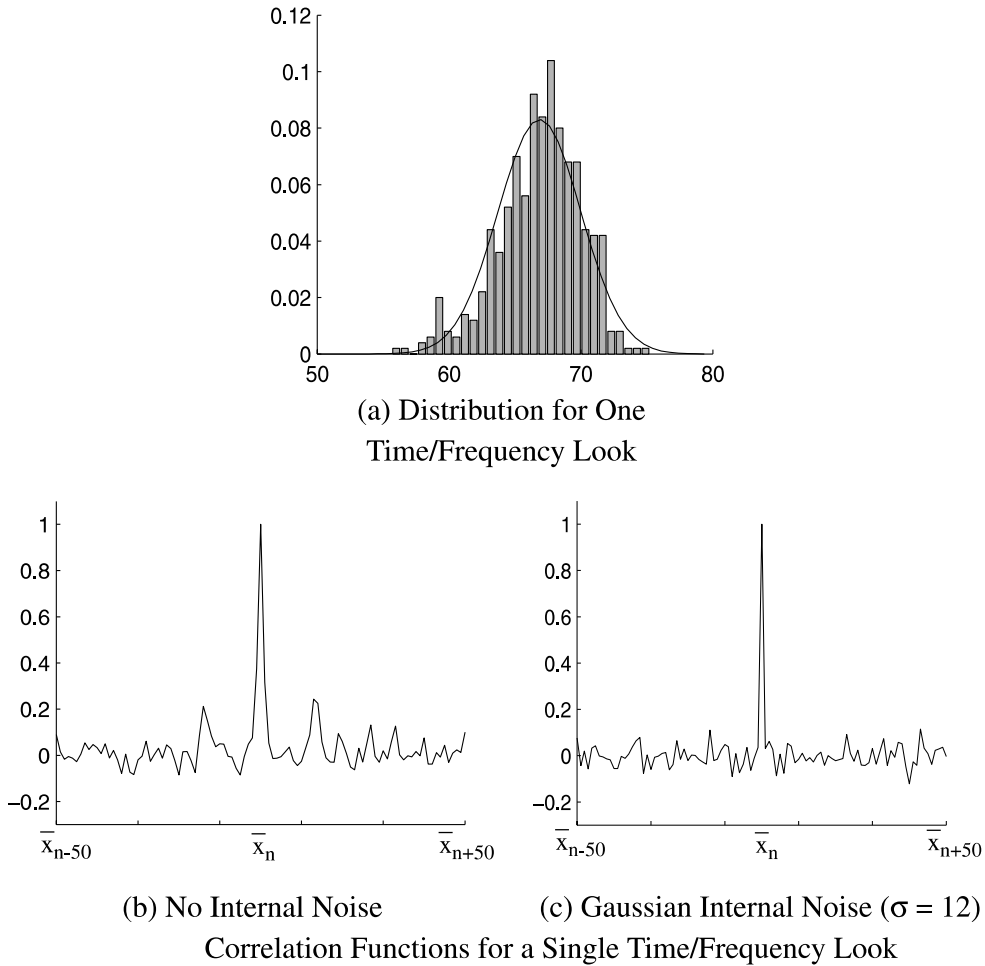 0.12
0.1
0.08
0.06
0.04
0.02
0
50 60 70 80
(a) Distribution for One
Time/Frequency Look
1
0.8
0.6
0.4
0.2
0
−0.2
x̄n-50 x̄n x̄n+50
1
0.8
0.6
0.4
0.2
0
−0.2
x̄n-50 x̄n x̄n+50
(b) No Internal Noise
(c) Gaussian Internal Noise (σ = 12)
Correlation Functions for a Single Time/Frequency Look